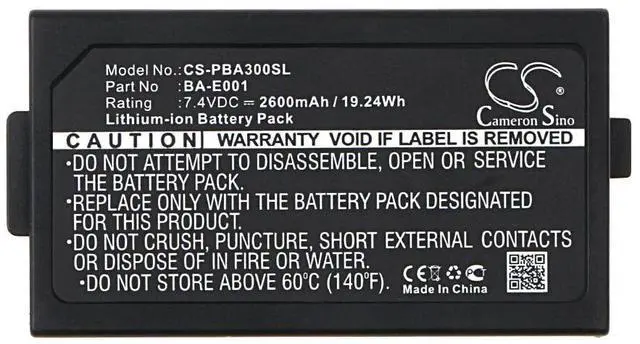 Model No.: CS-PBA300SL
Part No : BA-E001
Rating : 7.4VDC ⎓ 2600mAh / 19.24Wh
Lithium-ion Battery Pack
CS
Cameron Sino
CAUTION WARRANTY VOID IF LABEL IS REMOVED
•DO NOT ATTEMPT TO DISASSEMBLE, OPEN OR SERVICE
THE BATTERY PACK.
•REPLACE ONLY WITH THE BATTERY PACK DESIGNATED
FOR THIS PRODUCT.
•DO NOT CRUSH, PUNCTURE, SHORT EXTERNAL CONTACTS
OR DISPOSE OF IN FIRE OR WATER.
•DO NOT STORE ABOVE 60°C (140°F).
CE
Made In China